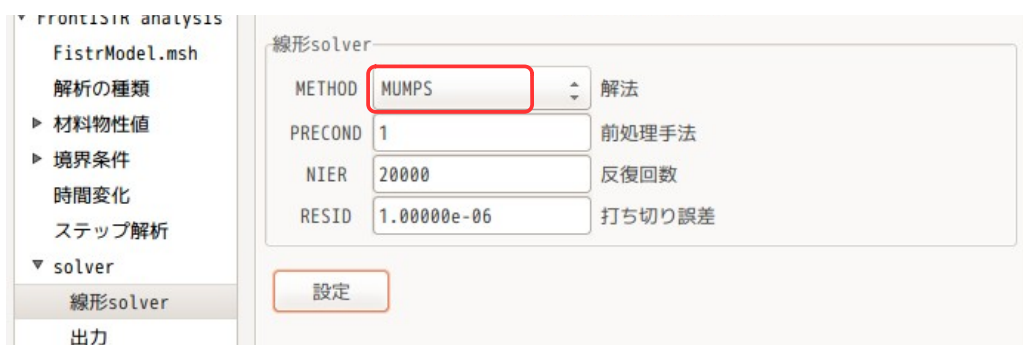 FrontISTR analysis
FistrModel.msh
解析の種類
材料物性値
境界条件
時間変化
ステップ解析
solver
線形solver
出力
線形solver
METHOD MUMPS 解法
PRECOND 1 前処理手法
NIER 20000 反復回数
RESID 1.00000e-06 打ち切り誤差
設定